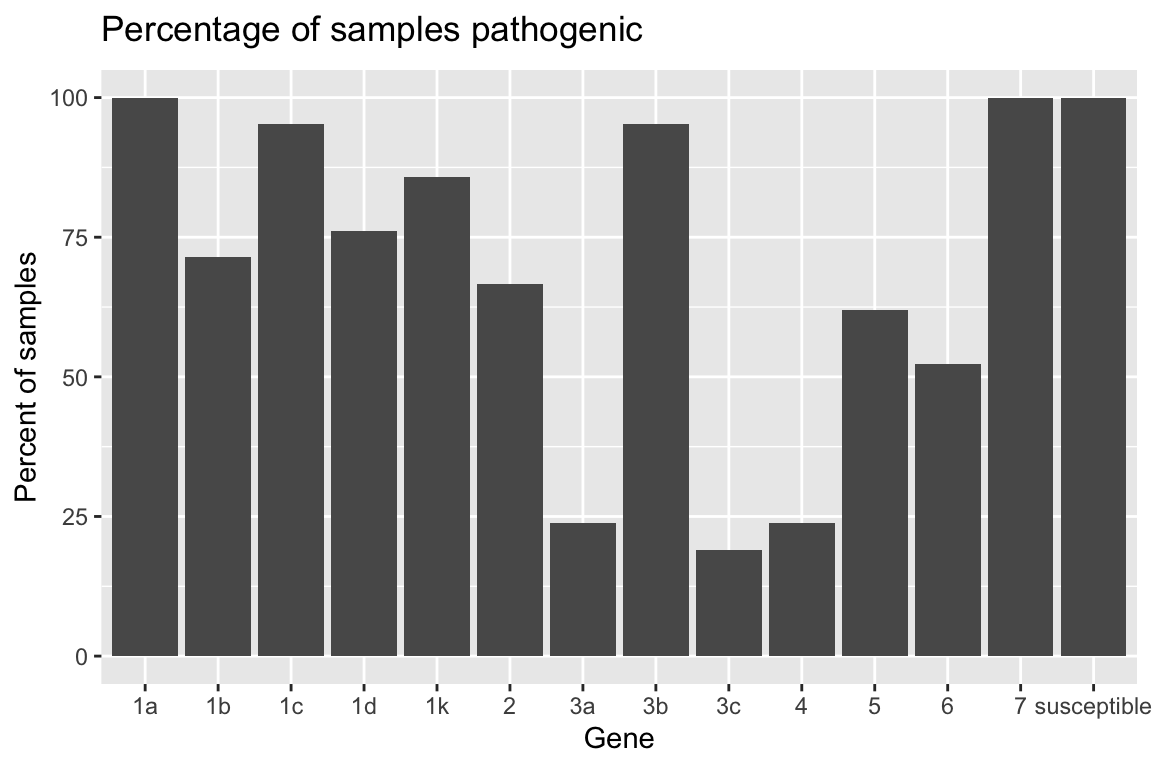 Percentage of samples pathogenic
Percent of samples
100
75
50
25
0
1a 1b 1c 1d 1k 2 3a 3b 3c 4 5 6 7 susceptible
Gene